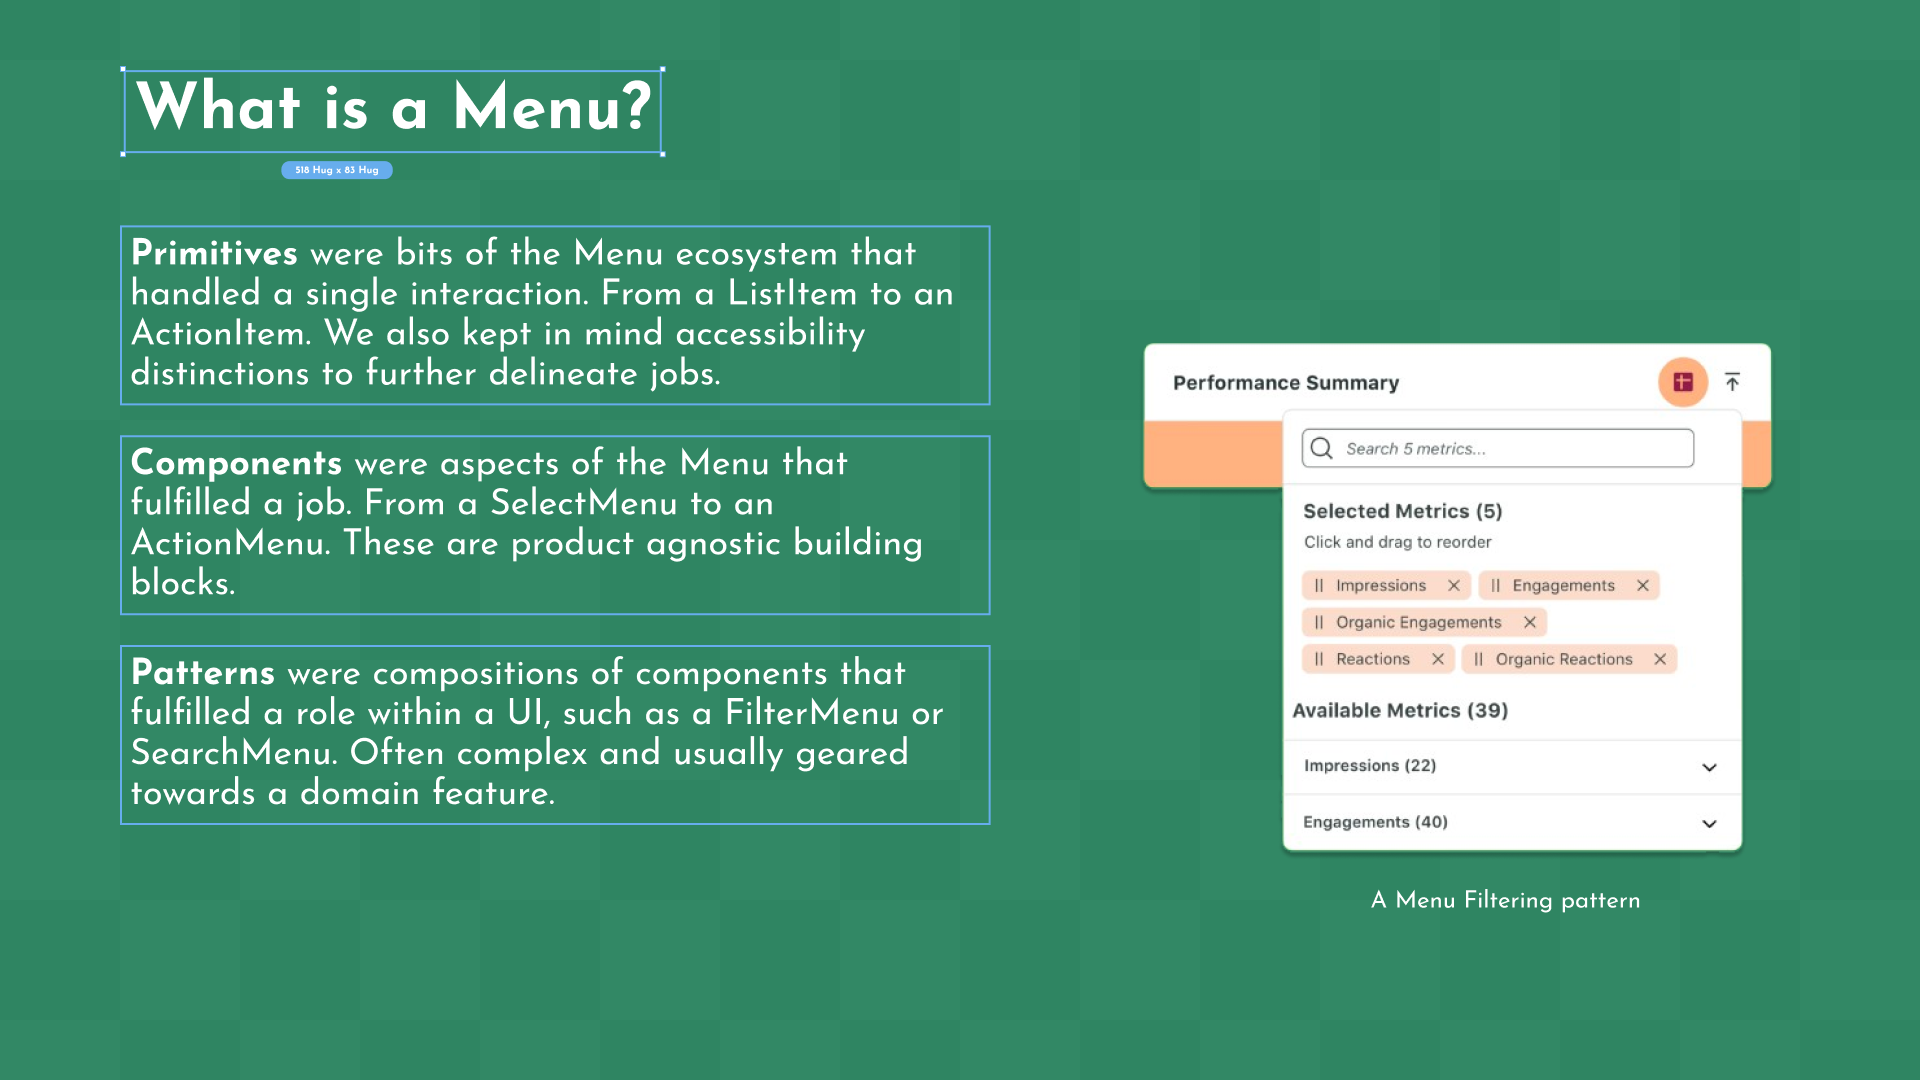 What is a Menu?
518 Hug x 83 Hug
Primitives were bits of the Menu ecosystem that
handled a single interaction. From a ListItem to an
ActionItem. We also kept in mind accessibility
distinctions to further delineate jobs.
Components were aspects of the Menu that
fulfilled a job. From a SelectMenu to an
ActionMenu. These are product agnostic building
blocks.
Patterns were compositions of components that
fulfilled a role within a UI, such as a FilterMenu or
SearchMenu. Often complex and usually geared
towards a domain feature.
Performance Summary
Search 5 metrics...
Selected Metrics (5)
Click and drag to reorder
Impressions Engagements
Organic Engagements
Reactions Organic Reactions
Available Metrics (39)
Impressions (22)
Engagements (40)
A Menu Filtering pattern